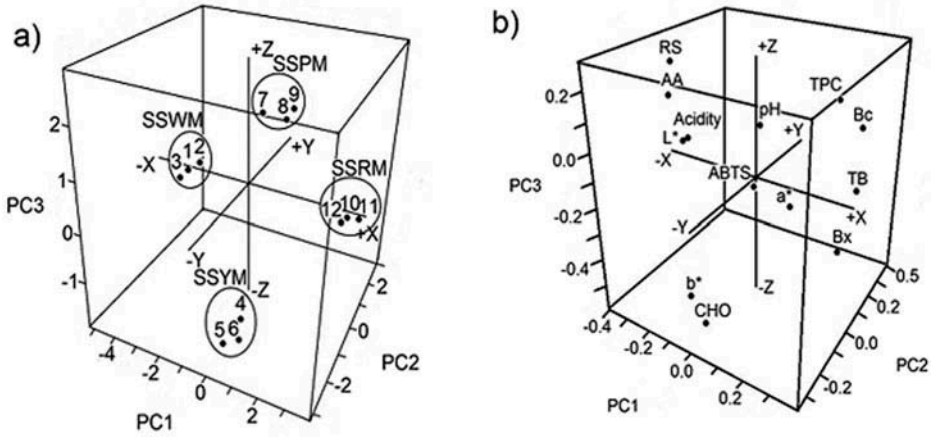 a)
+Z
SSPM
7 8 9
SSWM
3 1 2
-X
+Y
SSRM
12 10 11
+X
-Y
SSYM
-Z
4
5 6
2
1
0
-1
PC3
-4
-2
0
2
PC1
2
0
-2
PC2
b)
RS
+Z
AA
TPC
pH
Bc
Acidity
L*
+Y
-X
ABTS
TB
a*
+X
-Y
Bx
-Z
b*
CHO
0.2
0.0
-0.2
-0.4
PC3
-0.4
-0.2
0.0
0.2
PC1
0.5
0.0
-0.2
PC2